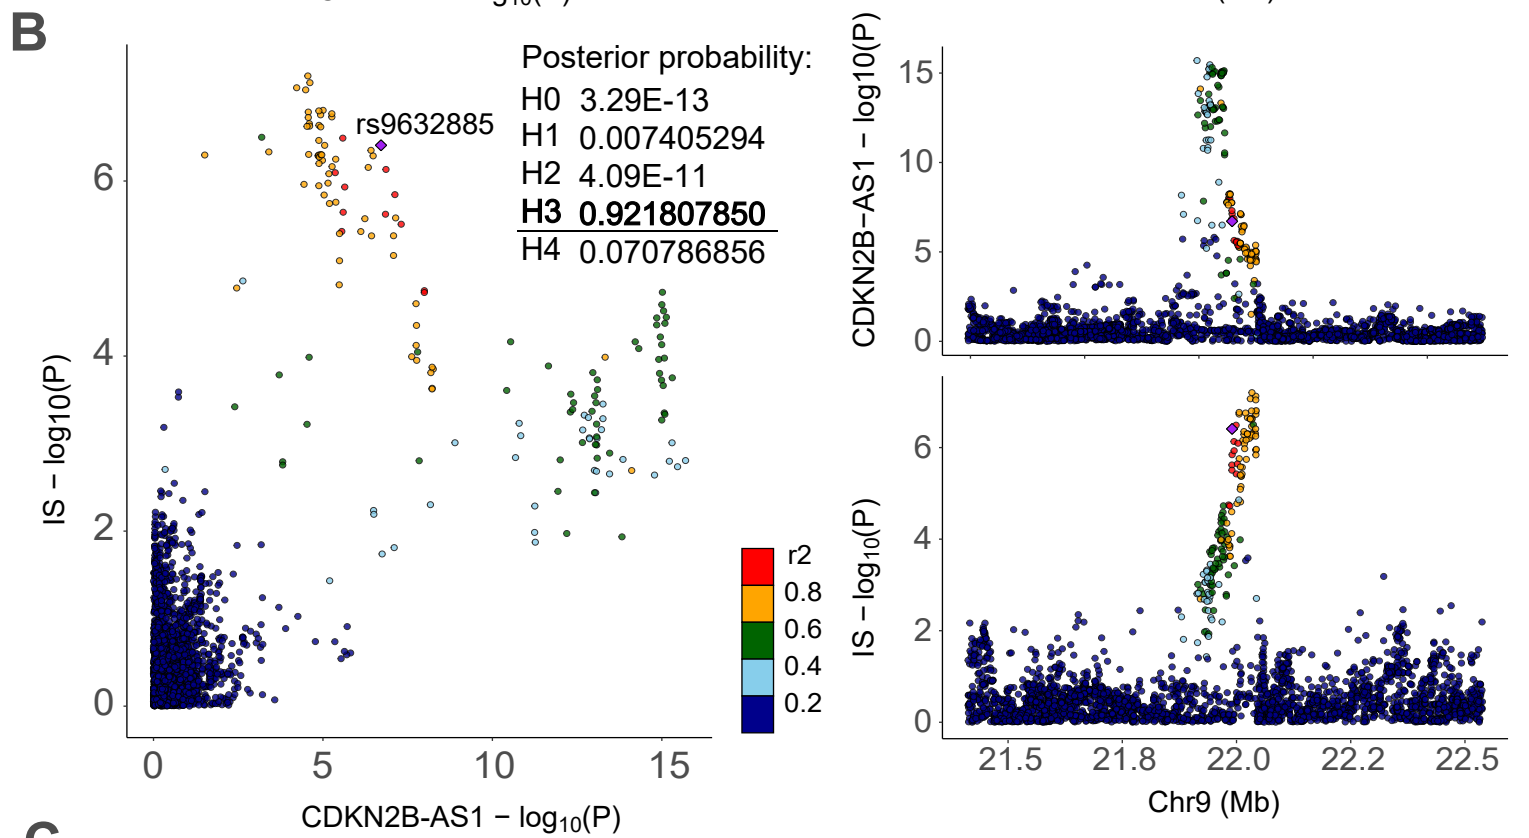 B
Posterior probability:
H0 3.29E-13
H1 0.007405294
H2 4.09E-11
H3 0.921807850
H4 0.070786856
rs9632885
IS − log10(P)
6
4
2
0
0 5 10 15
CDKN2B-AS1 − log₁₀(P)
r2
0.8
0.6
0.4
0.2
CDKN2B−AS1 − log10(P)
15
10
5
0
IS −log₁₀(P)
6
4
2
0
21.5 21.8 22.0 22.2 22.5
Chr9 (Mb)